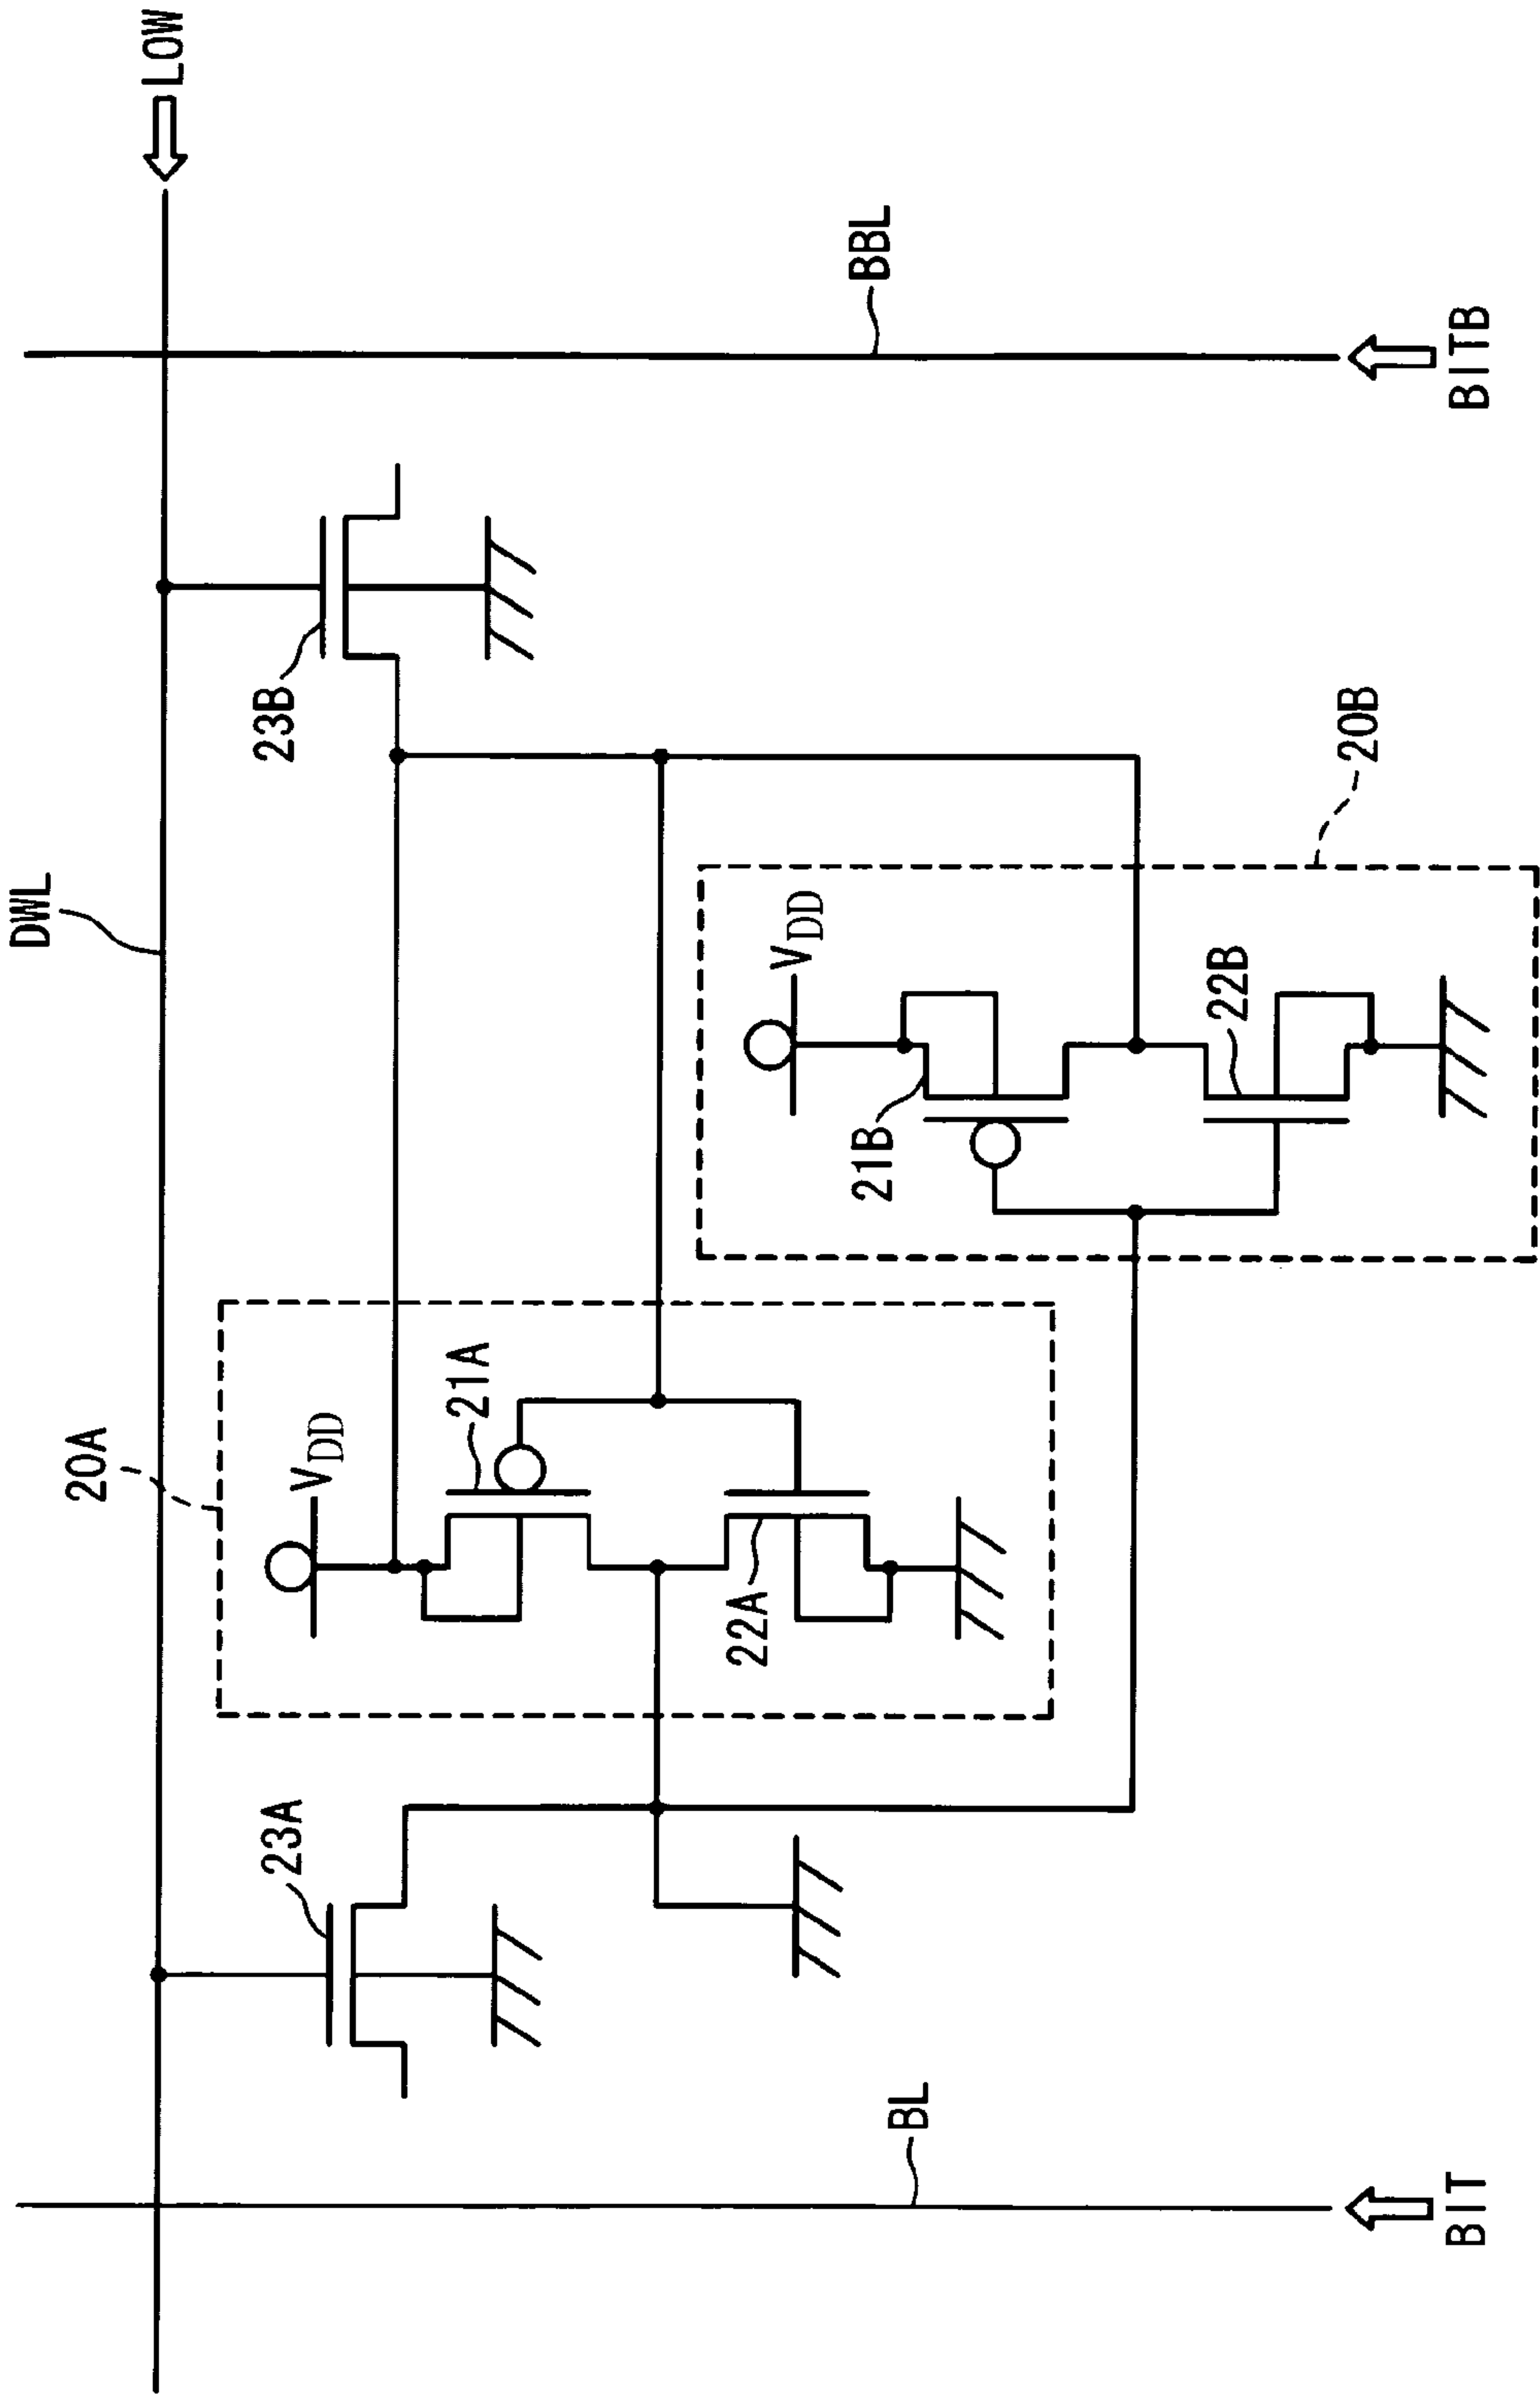 DWL
LOW
20A
23A
23B
VDD
21A
22A
BBL
VDD
21B
22B
20B
BL
BIT
BITB